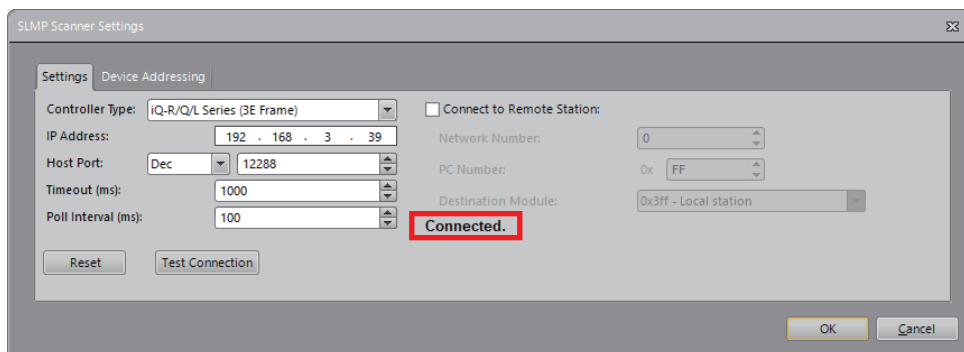 SLMP Scanner Settings
Settings Device Addressing
Controller Type: iQ-R/Q/L Series (3E Frame)
Connect to Remote Station:
IP Address: 192 . 168 . 3 . 39
Network Number: 0
Host Port: Dec 12288
PC Number: 0x FF
Timeout (ms): 1000
Destination Module: 0x3ff - Local station
Poll Interval (ms): 100
Connected.
Reset Test Connection
OK Cancel